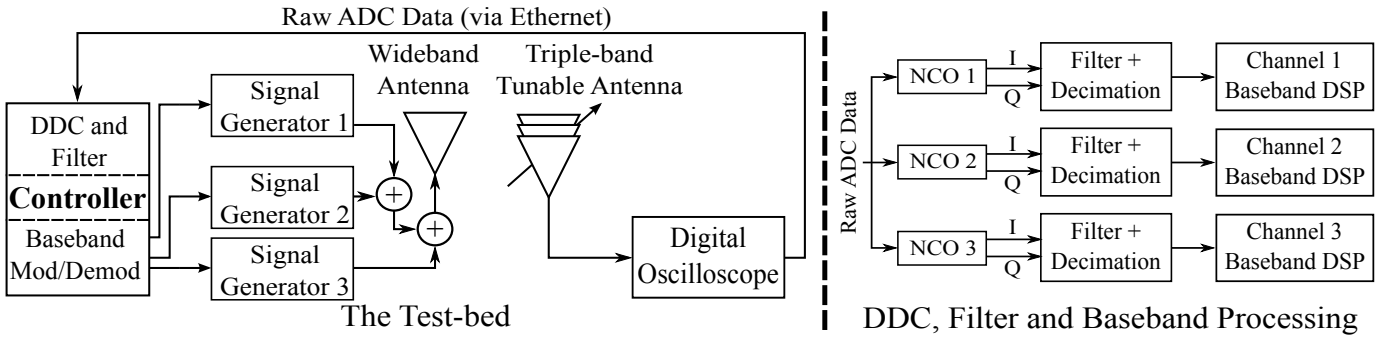 Raw ADC Data (via Ethernet)
Wideband
Antenna
Triple-band
Tunable Antenna
Signal
Generator 1
DDC and
Filter
Controller
Baseband
Mod/Demod
Signal
Generator 2
+
+
Signal
Generator 3
Digital
Oscilloscope
The Test-bed
Raw ADC Data
NCO 1
I
Q
Filter +
Decimation
Channel 1
Baseband DSP
NCO 2
I
Q
Filter +
Decimation
Channel 2
Baseband DSP
NCO 3
I
Q
Filter +
Decimation
Channel 3
Baseband DSP
DDC, Filter and Baseband Processing